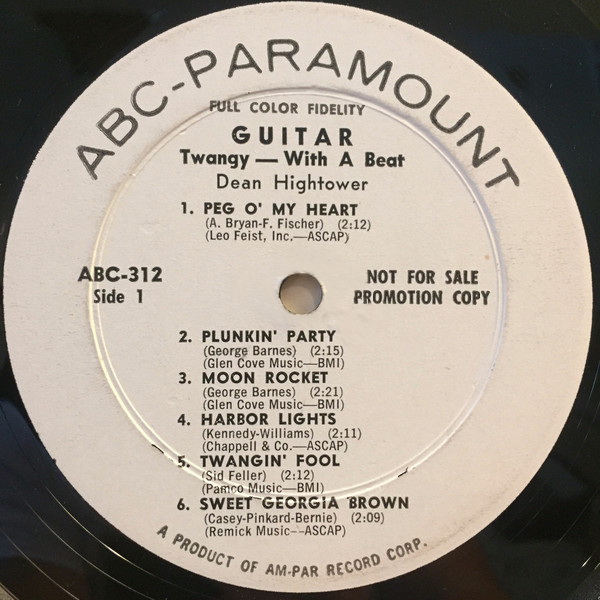 ABC-PARAMOUNT
FULL COLOR FIDELITY
GUITAR
Twangy — With A Beat
Dean Hightower
1. PEG O' MY HEART
(A. Bryan-F. Fischer) (2:12)
(Leo Feist, Inc.—ASCAP)
ABC-312
Side 1
NOT FOR SALE
PROMOTION COPY
2. PLUNKIN' PARTY
(George Barnes) (2:15)
(Glen Cove Music—BMI)
3. MOON ROCKET
(George Barnes) (2:21)
(Glen Cove Music—BMI)
4. HARBOR LIGHTS
(Kennedy-Williams) (2:11)
(Chappell & Co.—ASCAP)
5. TWANGIN' FOOL
(Sid Feller) (2:12)
(Pamco Music—BMI)
6. SWEET GEORGIA BROWN
(Casey-Pinkard-Bernie) (2:09)
(Remick Music--ASCAP)
A PRODUCT OF AM-PAR RECORD CORP.